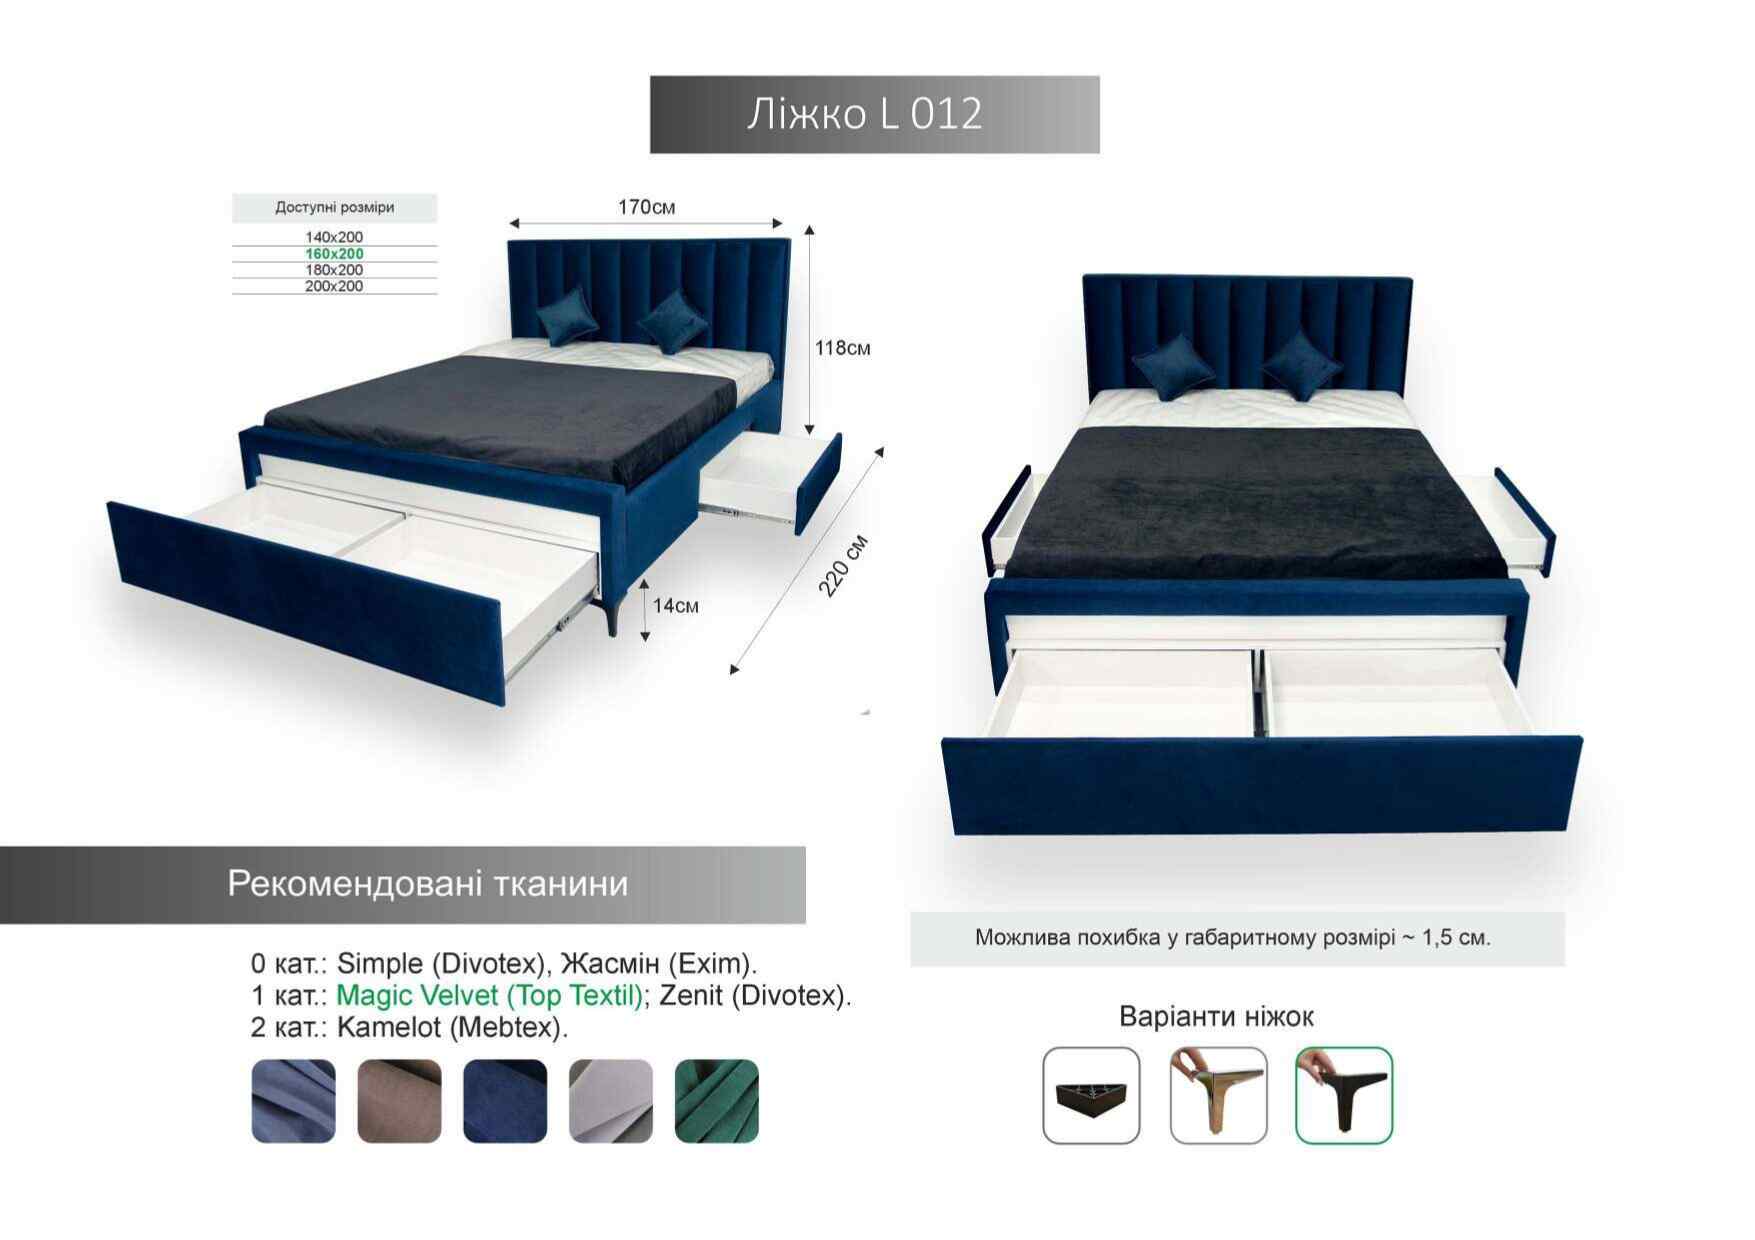 Ліжко L 012
Доступні розміри
140x200
160x200
180x200
200x200
170см
118см
220 см
14см
Рекомендовані тканини
0 кат.: Simple (Divotex), Жасмін (Exim).
1 кат.: Magic Velvet (Top Textil); Zenit (Divotex).
2 кат.: Kamelot (Mebtex).
Можлива похибка у габаритному розмірі ~ 1,5 см.
Варіанти ніжок